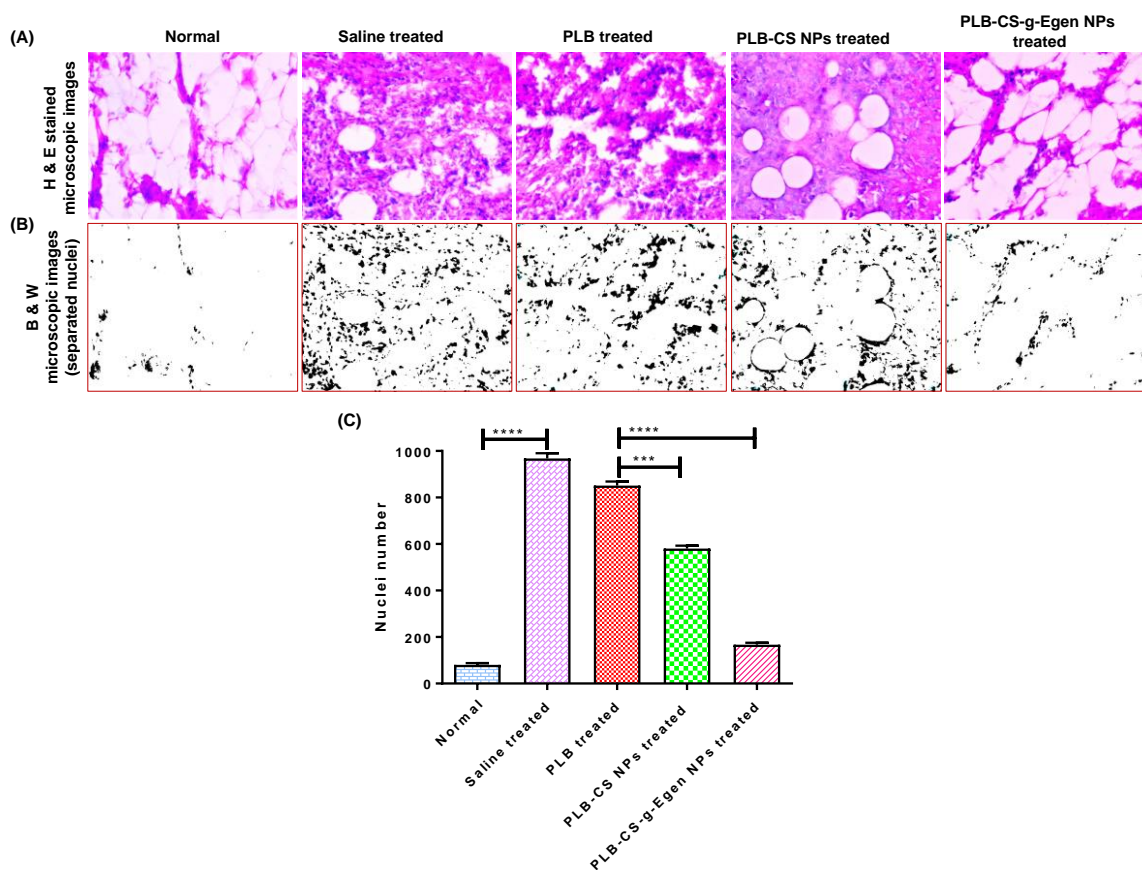 (A)
Normal
Saline treated
PLB treated
PLB-CS NPs treated
PLB-CS-g-Egen NPs
treated
H & E stained
microscopic images
(B)
B & W
microscopic images
(separated nuclei)
(C)
****
****
***
Nuclei number
1000
800
600
400
200
0
Normal
Saline treated
PLB treated
PLB-CS NPs treated
PLB-CS-g-Egen NPs treated